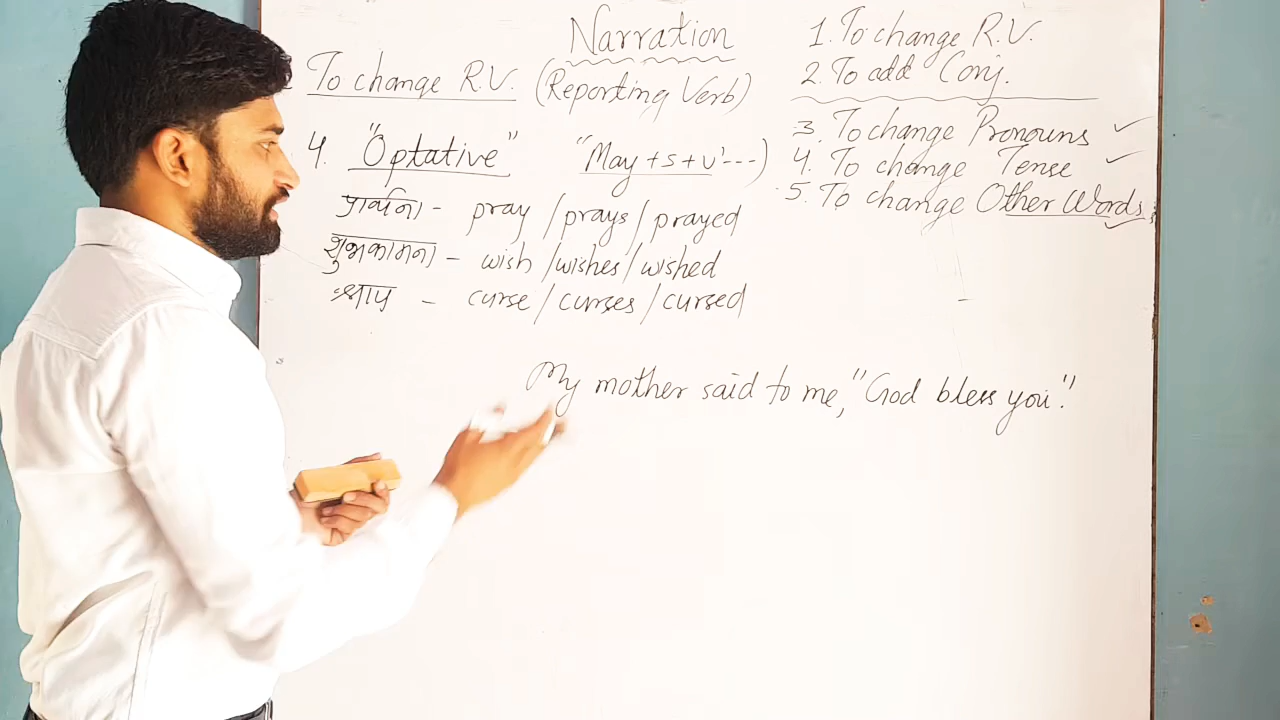 Narration
To change R.V. (Reporting Verb)
4. "Optative" "May + S + V' ---)
प्रार्थना - pray / prays / prayed
शुभकामना - wish / wishes / wished
श्राप - curse / curses / cursed
My mother said to me, "God bless you."
1. To change R.V.
2. To add Conj.
3. To change Pronouns ✓
4. To change Tense ✓
5. To change Other Words ✓